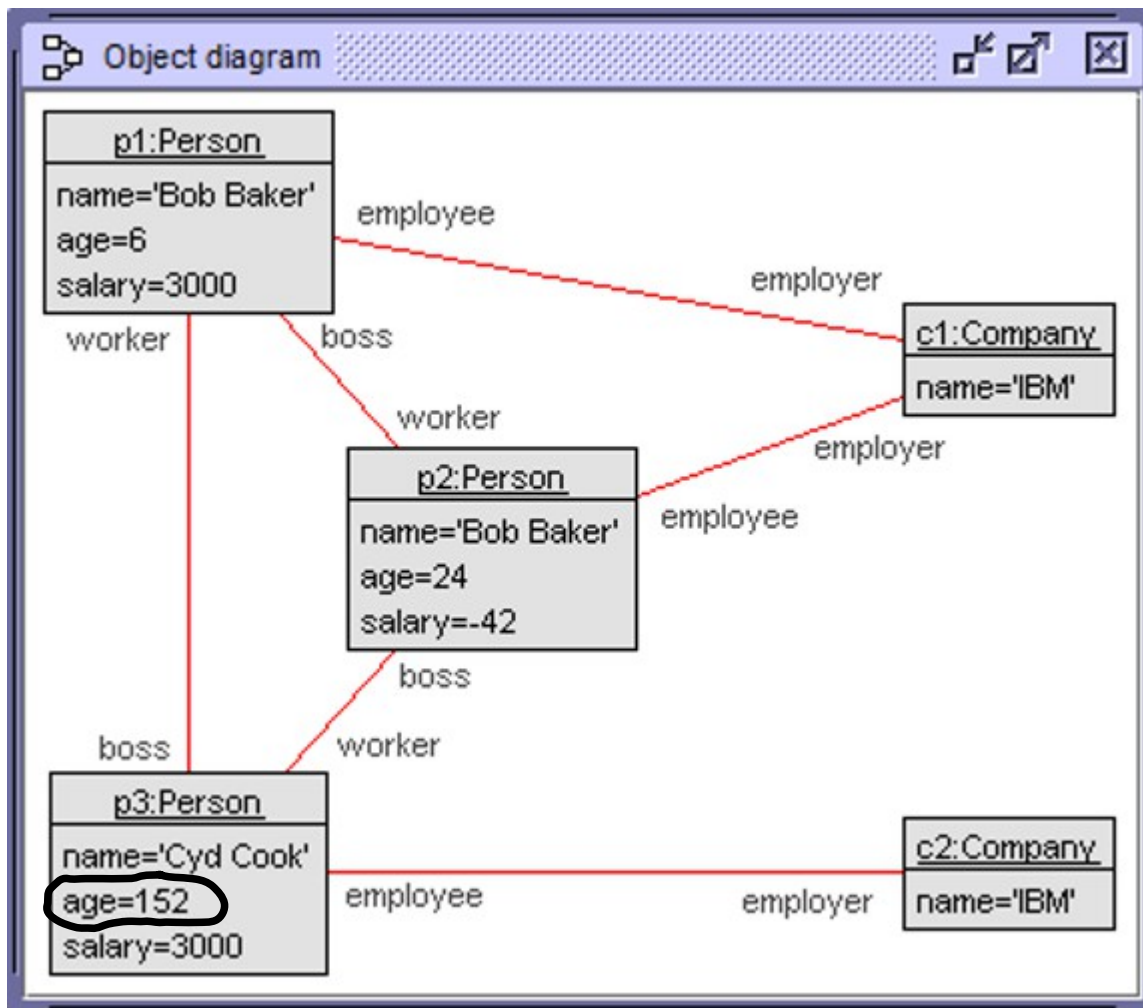 Object diagram
p1:Person
name='Bob Baker'
age=6
salary=3000
employee
employer
worker
boss
c1:Company
name='IBM'
worker
employer
p2:Person
employee
name='Bob Baker'
age=24
salary=-42
boss
worker
boss
p3:Person
name='Cyd Cook'
age=152
salary=3000
employee
employer
c2:Company
name='IBM'